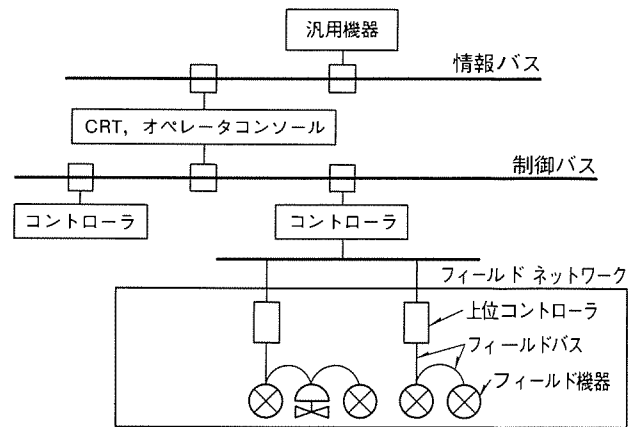 汎用機器
情報バス
CRT，オペレータコンソール
制御バス
コントローラ
コントローラ
フィールド ネットワーク
上位コントローラ
フィールドバス
フィールド機器